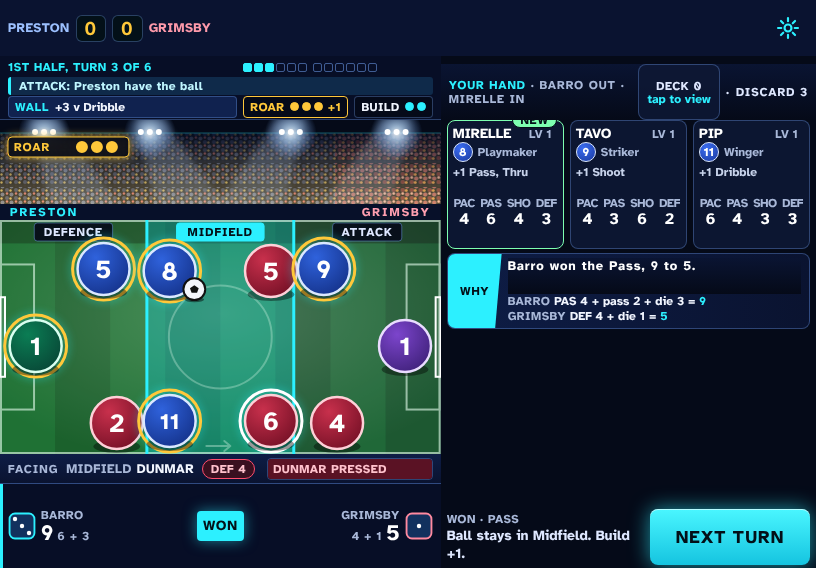 PRESTON 0 0 GRIMSBY
1ST HALF, TURN 3 OF 6
ATTACK: Preston have the ball
WALL +3 v Dribble
ROAR +1
BUILD
ROAR
PRESTON GRIMSBY
DEFENCE MIDFIELD ATTACK
5 8 5 9
1 1
2 11 6 4
FACING MIDFIELD DUNMAR DEF 4 DUNMAR PRESSED
BARRO
9 6 + 3
WON
GRIMSBY
4 + 1 5
YOUR HAND · BARRO OUT ·
MIRELLE IN
DECK 0
tap to view
· DISCARD 3
NEW
MIRELLE LV 1
8 Playmaker
+1 Pass, Thru
PAC PAS SHO DEF
4 6 4 3
TAVO LV 1
9 Striker
+1 Shoot
PAC PAS SHO DEF
4 3 6 2
PIP LV 1
11 Winger
+1 Dribble
PAC PAS SHO DEF
6 4 3 3
WHY
Barro won the Pass, 9 to 5.
BARRO PAS 4 + pass 2 + die 3 = 9
GRIMSBY DEF 4 + die 1 = 5
WON · PASS
Ball stays in Midfield. Build
+1.
NEXT TURN